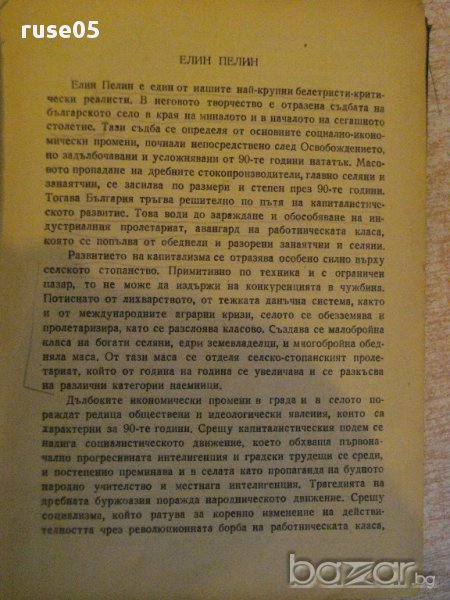 ruse05
ЕЛИН ПЕЛИН
Елин Пелин е един от нашите най-крупни белетристи-крити-
чески реалисти. В неговото творчество е отразена съдбата на
българското село в края на миналото и в началото на сегашното
столетие. Тази съдба се определя от основните социално-иконо-
мически промени, почнали непосредствено след Освобождението,
но задълбочавани и усложнявани от 90-те години нататък. Масо-
вото пропадане на дребните стокопроизводители, главно селяни и
занаятчии, се засилва по размери и степен през 90-те години.
Тогава България тръгва решително по пътя на капиталистиче-
ското развитие. Това води до зараждане и обособяване на ин-
дустриалния пролетариат, авангард на работническата класа,
която се попълва от обеднели и разорени занаятчии и селяни.
Развитието на капитализма се отразява особено силно върху
селското стопанство. Примитивно по техника и с ограничен
пазар, то не може да издържи на конкуренцията в чужбина.
Потиснато от лихварството, от тежката данъчна система, както
и от международните аграрни кризи, селото се обезземява и
пролетаризира, като се разслоява класово. Създава се малобройна
класа на богати селяни, едри земевладелци, и многобройна обед-
няла маса. От тази маса се отделя селско-стопанският проле-
тариат, който от година на година се увеличава и се разкъсва
на различни категории наемници.
Дълбоките икономически промени в града и в селото по-
раждат редица обществени и идеологически явления, които са
характерни за 90-те години. Срещу капиталистическия подем се
надига социалистическото движение, което обхваща първона-
чално прогресивната интелигенция и градски трудещи се среди,
и постепенно преминава и в селата като пропаганда на будното
народно учителство и местната интелигенция. Трагедията на
дребната буржоазия поражда народническото движение. Срещу
социализма, който ратува за коренно изменение на действи-
телността чрез революционната борба на работническата класа,
bazar.bg